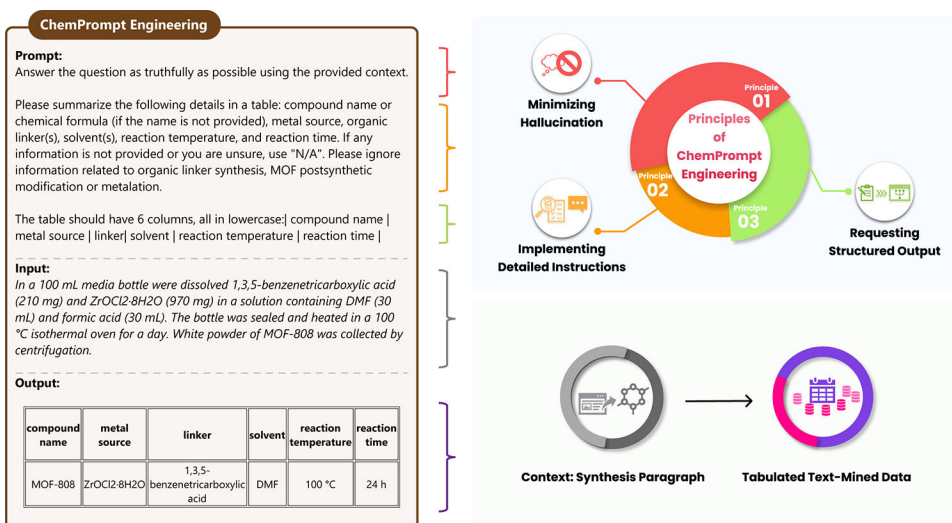 ChemPrompt Engineering
Prompt:
Answer the question as truthfully as possible using the provided context.
Please summarize the following details in a table: compound name or
chemical formula (if the name is not provided), metal source, organic
linker(s), solvent(s), reaction temperature, and reaction time. If any
information is not provided or you are unsure, use "N/A". Please ignore
information related to organic linker synthesis, MOF postsynthetic
modification or metalation.
The table should have 6 columns, all in lowercase:| compound name |
metal source | linker| solvent | reaction temperature | reaction time |
Input:
In a 100 mL media bottle were dissolved 1,3,5-benzenetricarboxylic acid
(210 mg) and ZrOCl2·8H2O (970 mg) in a solution containing DMF (30
mL) and formic acid (30 mL). The bottle was sealed and heated in a 100
°C isothermal oven for a day. White powder of MOF-808 was collected by
centrifugation.
Output:
compound name | metal source | linker | solvent | reaction temperature | reaction time
MOF-808 | ZrOCl2·8H2O | 1,3,5-benzenetricarboxylic acid | DMF | 100 °C | 24 h
Minimizing
Hallucination
Implementing
Detailed Instructions
Principle
01
Principle
02
Principle
03
Principles
of
ChemPrompt
Engineering
Requesting
Structured Output
Context: Synthesis Paragraph
Tabulated Text-Mined Data